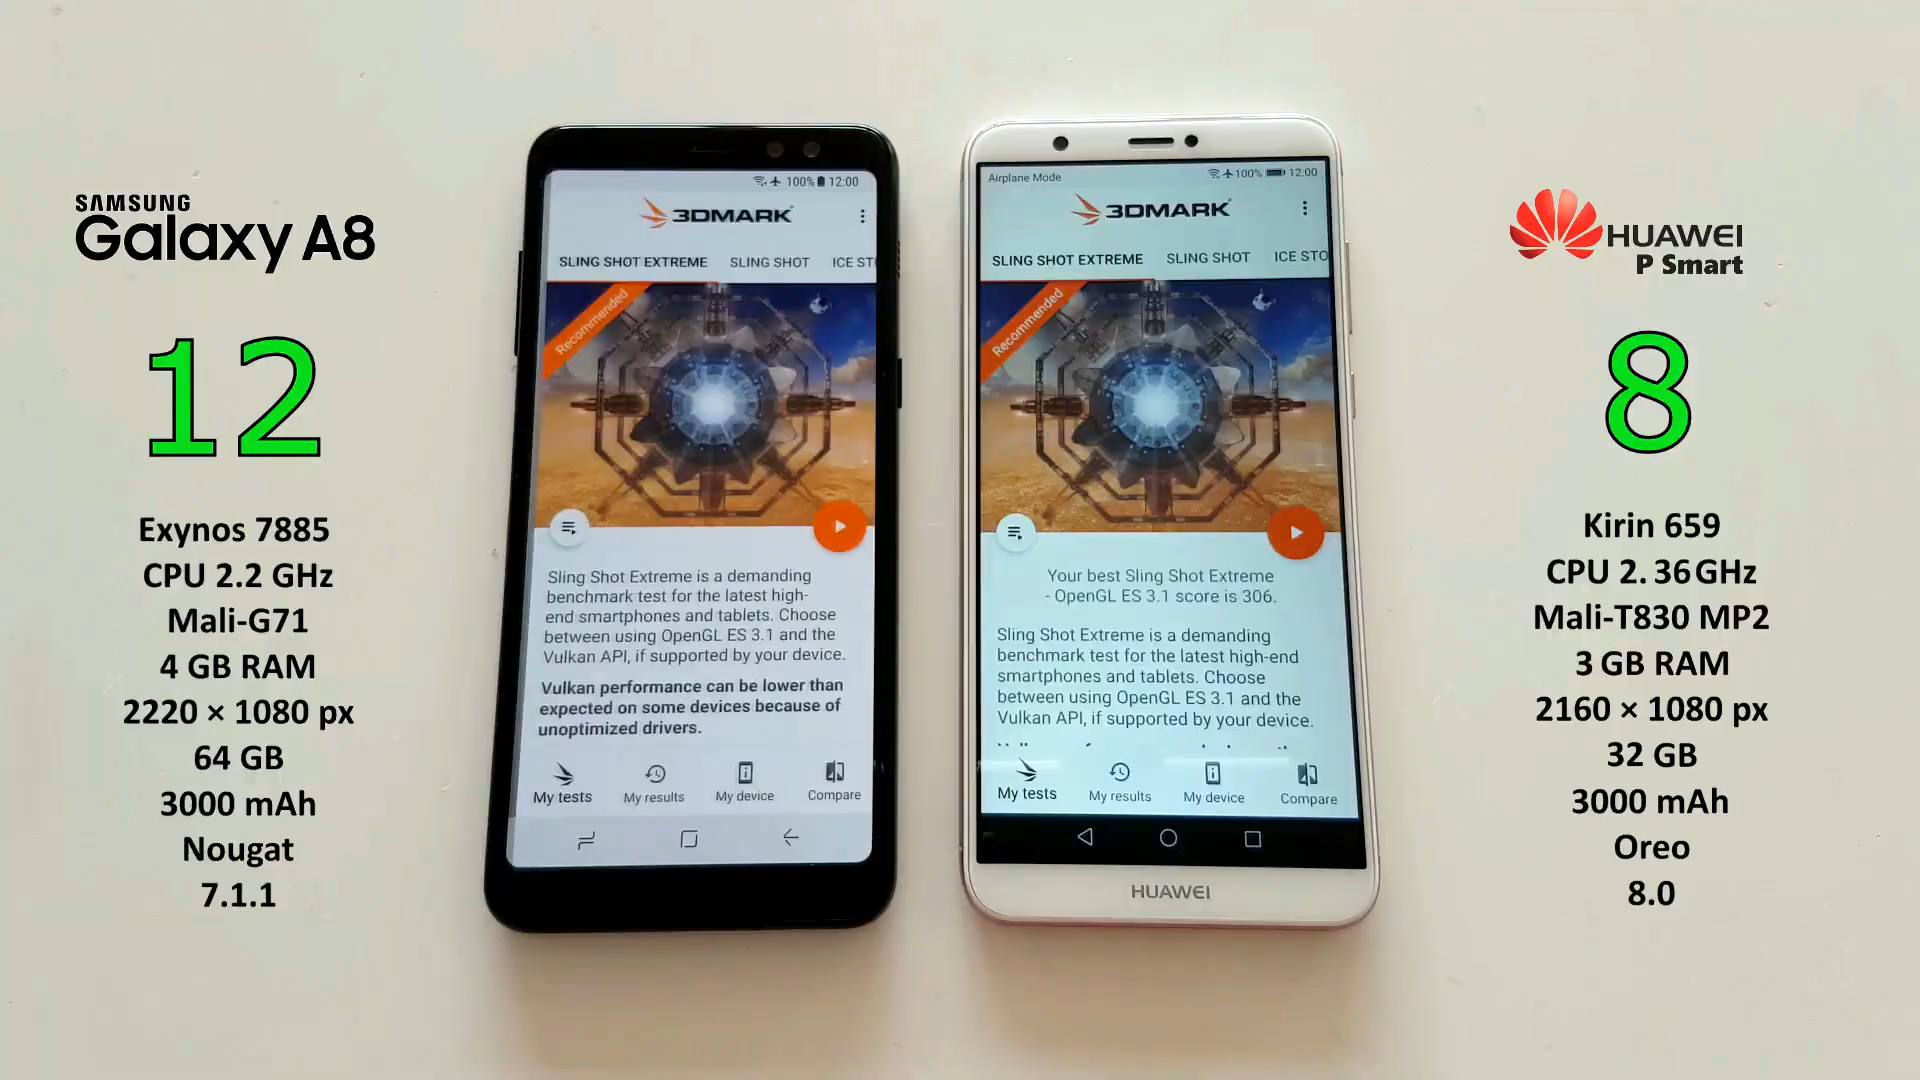 SAMSUNG
Galaxy A8
12
Exynos 7885
CPU 2.2 GHz
Mali-G71
4 GB RAM
2220 × 1080 px
64 GB
3000 mAh
Nougat
7.1.1
100% 12:00
3DMARK
SLING SHOT EXTREME SLING SHOT ICE ST
Recommended
Sling Shot Extreme is a demanding
benchmark test for the latest high-
end smartphones and tablets. Choose
between using OpenGL ES 3.1 and the
Vulkan API, if supported by your device.
Vulkan performance can be lower than
expected on some devices because of
unoptimized drivers.
My tests My results My device Compare
Airplane Mode 100% 12:00
3DMARK
SLING SHOT EXTREME SLING SHOT ICE STO
Recommended
Your best Sling Shot Extreme
- OpenGL ES 3.1 score is 306.
Sling Shot Extreme is a demanding
benchmark test for the latest high-end
smartphones and tablets. Choose
between using OpenGL ES 3.1 and the
Vulkan API, if supported by your device.
My tests My results My device Compare
HUAWEI
HUAWEI
P Smart
8
Kirin 659
CPU 2.36GHz
Mali-T830 MP2
3 GB RAM
2160 × 1080 px
32 GB
3000 mAh
Oreo
8.0